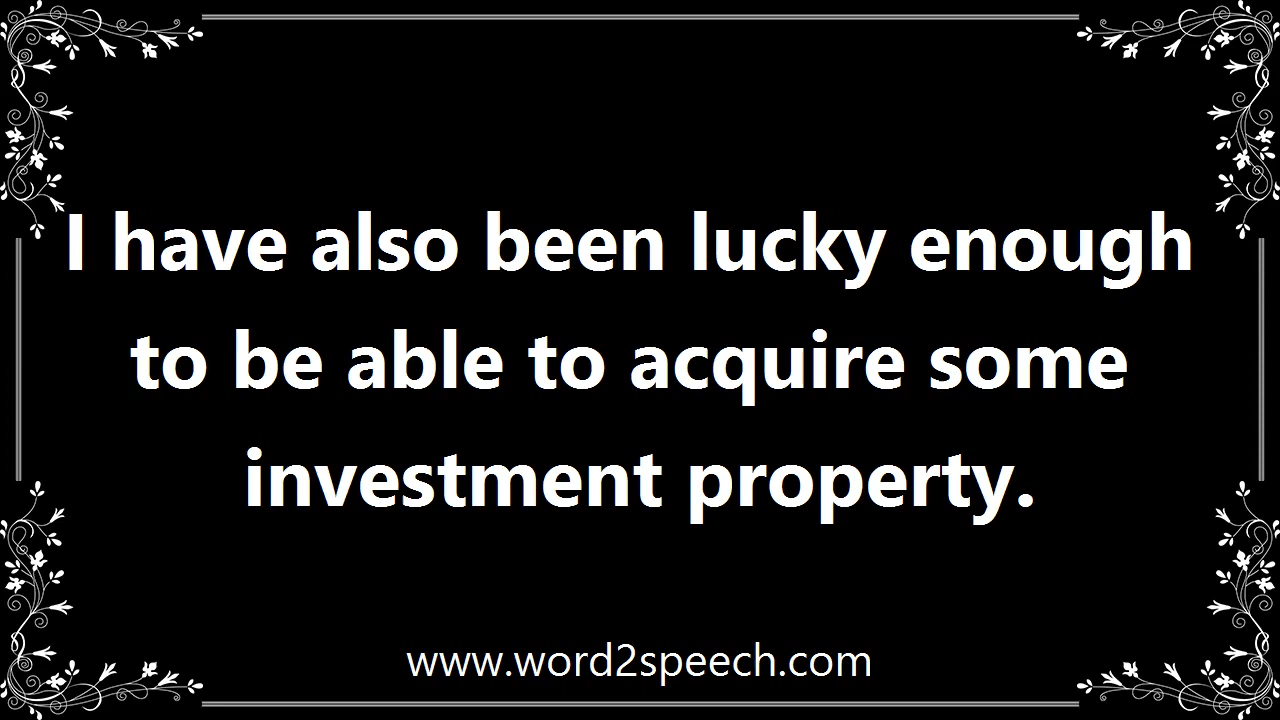 I have also been lucky enough
to be able to acquire some
investment property.
www.word2speech.com